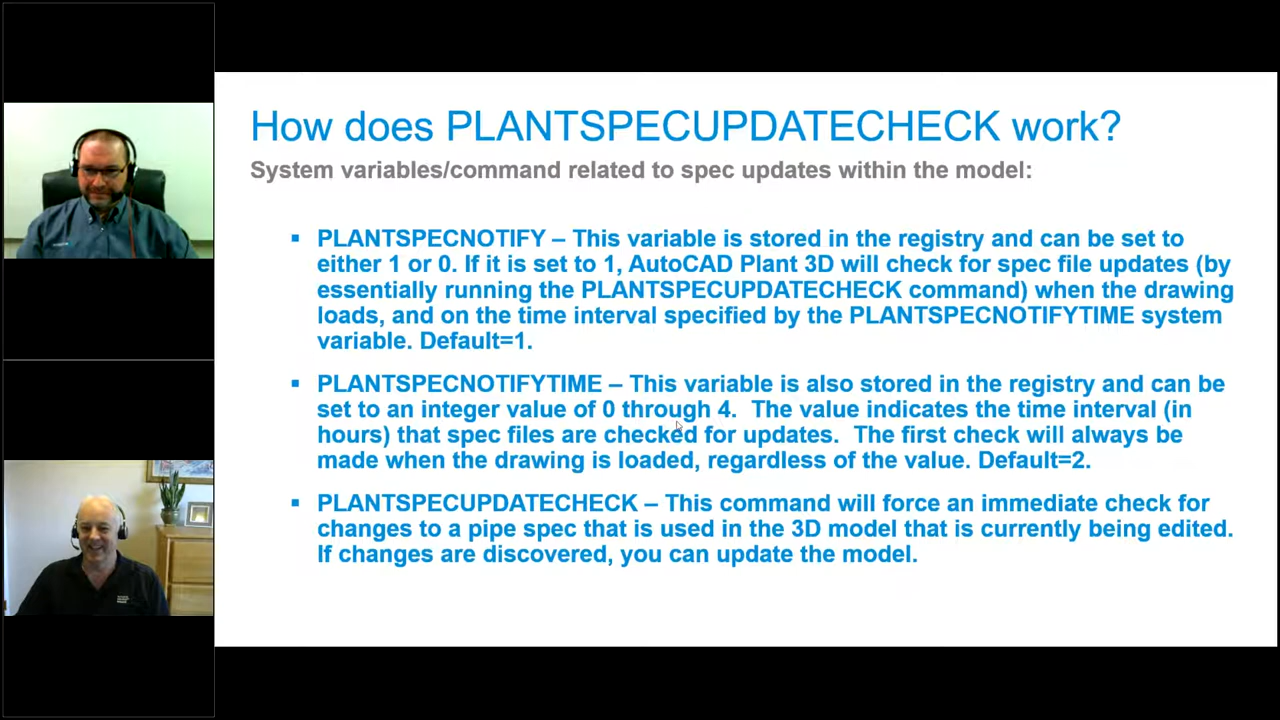 How does PLANTSPECUPDATECHECK work?
System variables/command related to spec updates within the model:
▪ PLANTSPECNOTIFY – This variable is stored in the registry and can be set to
either 1 or 0. If it is set to 1, AutoCAD Plant 3D will check for spec file updates (by
essentially running the PLANTSPECUPDATECHECK command) when the drawing
loads, and on the time interval specified by the PLANTSPECNOTIFYTIME system
variable. Default=1.
▪ PLANTSPECNOTIFYTIME – This variable is also stored in the registry and can be
set to an integer value of 0 through 4.  The value indicates the time interval (in
hours) that spec files are checked for updates.  The first check will always be
made when the drawing is loaded, regardless of the value. Default=2.
▪ PLANTSPECUPDATECHECK – This command will force an immediate check for
changes to a pipe spec that is used in the 3D model that is currently being edited.
If changes are discovered, you can update the model.